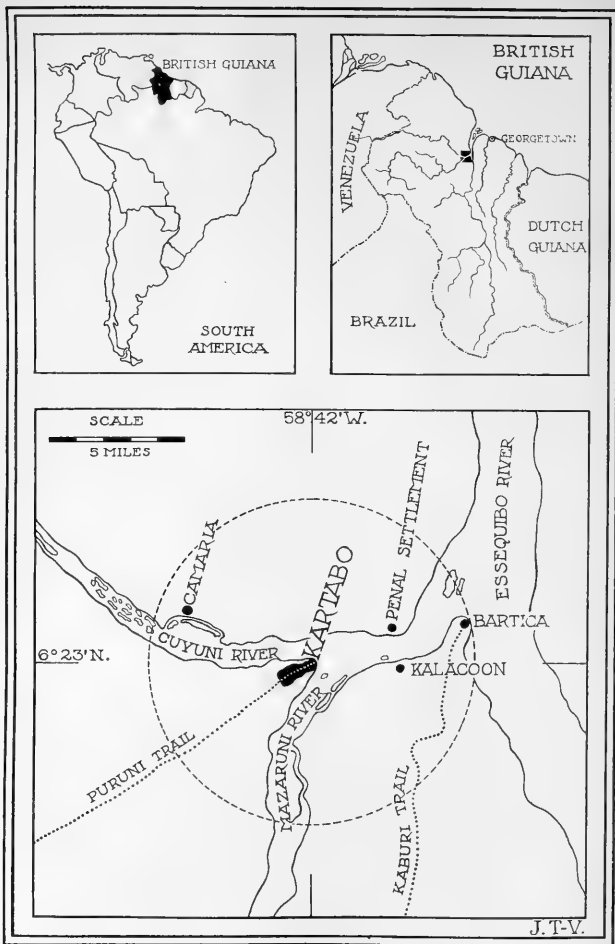 BRITISH GUIANA
SOUTH
AMERICA
BRITISH
GUIANA
GEORGETOWN
VENEZUELA
DUTCH
GUIANA
BRAZIL
SCALE
5 MILES
58°42'W.
PENAL SETTLEMENT
ESSEQUIBO RIVER
CAMARIA
KARTABO
BARTICA
CUYUNI RIVER
6°23'N.
KALACOON
MAZARUNI RIVER
PURUNI TRAIL
KABURI TRAIL
J.T-V.